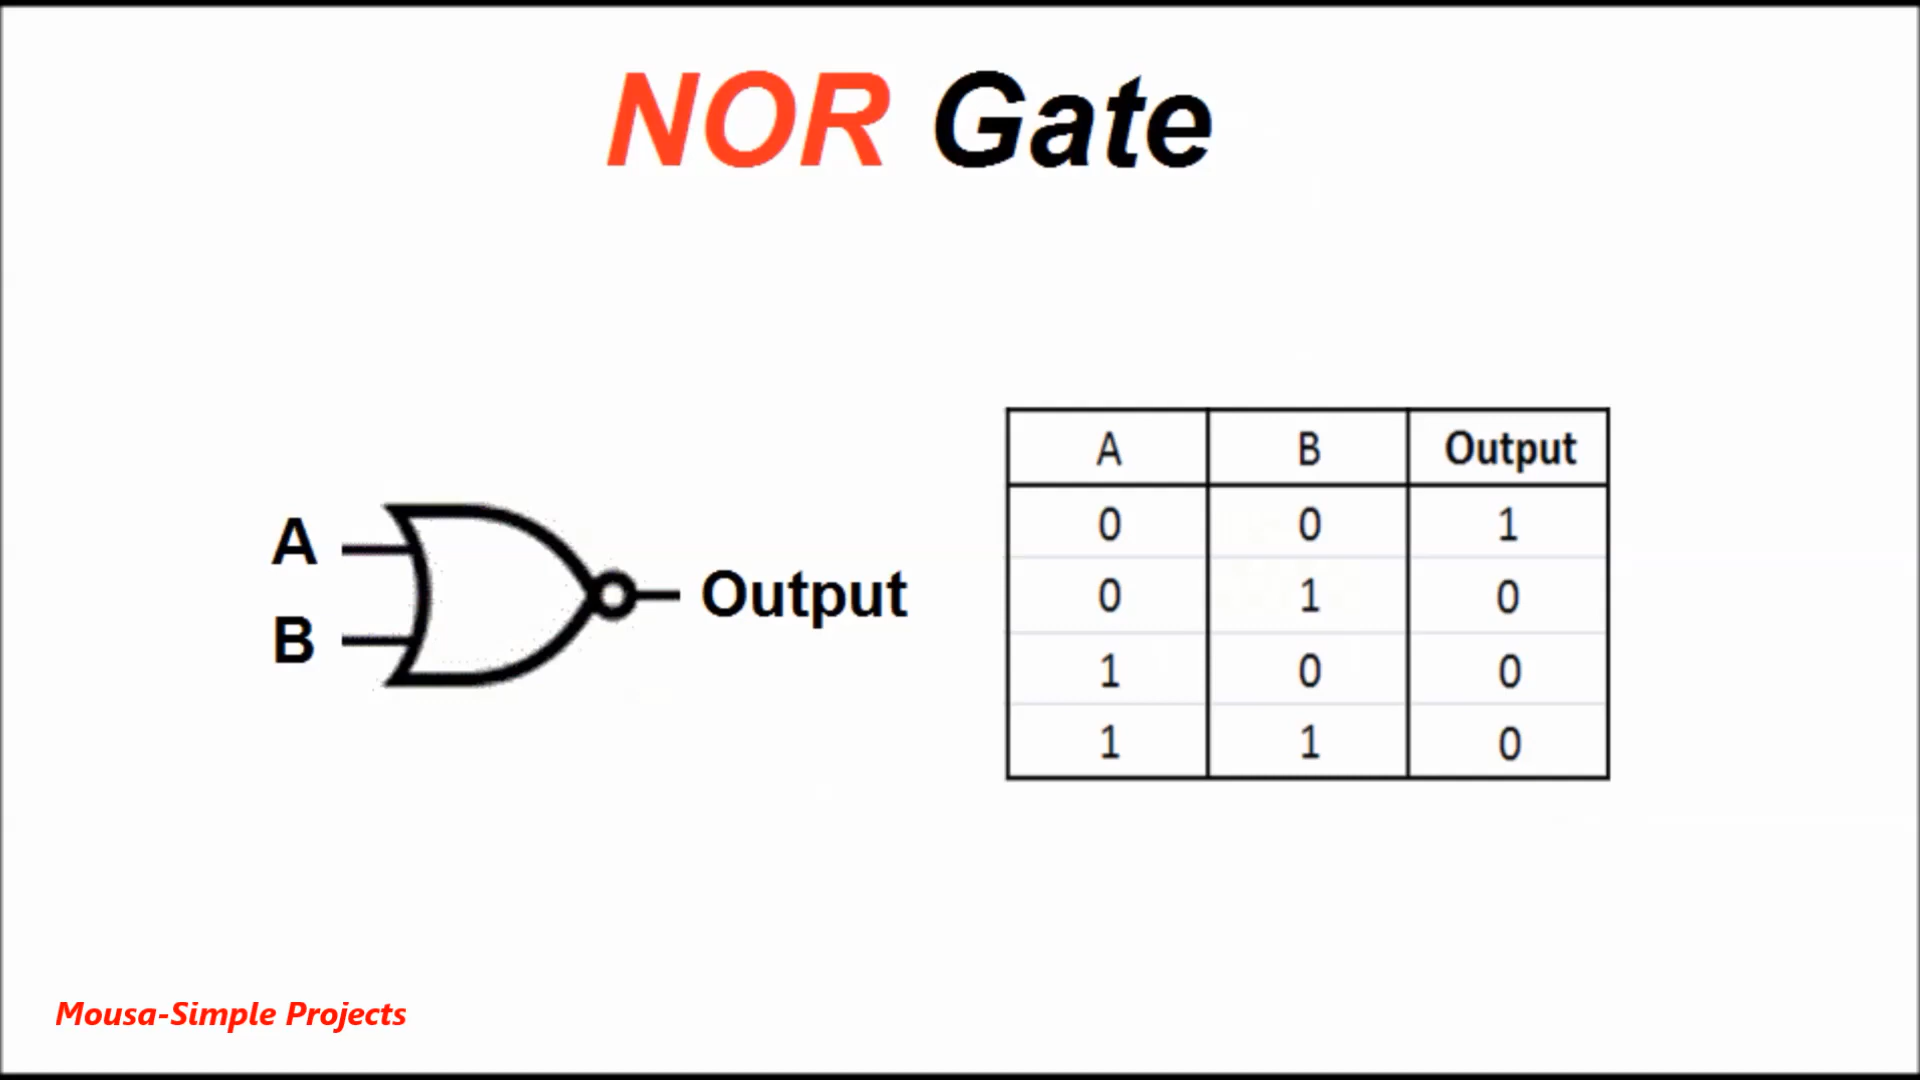 NOR Gate
A
B
Output
A B Output
0 0 1
0 1 0
1 0 0
1 1 0
Mousa-Simple Projects